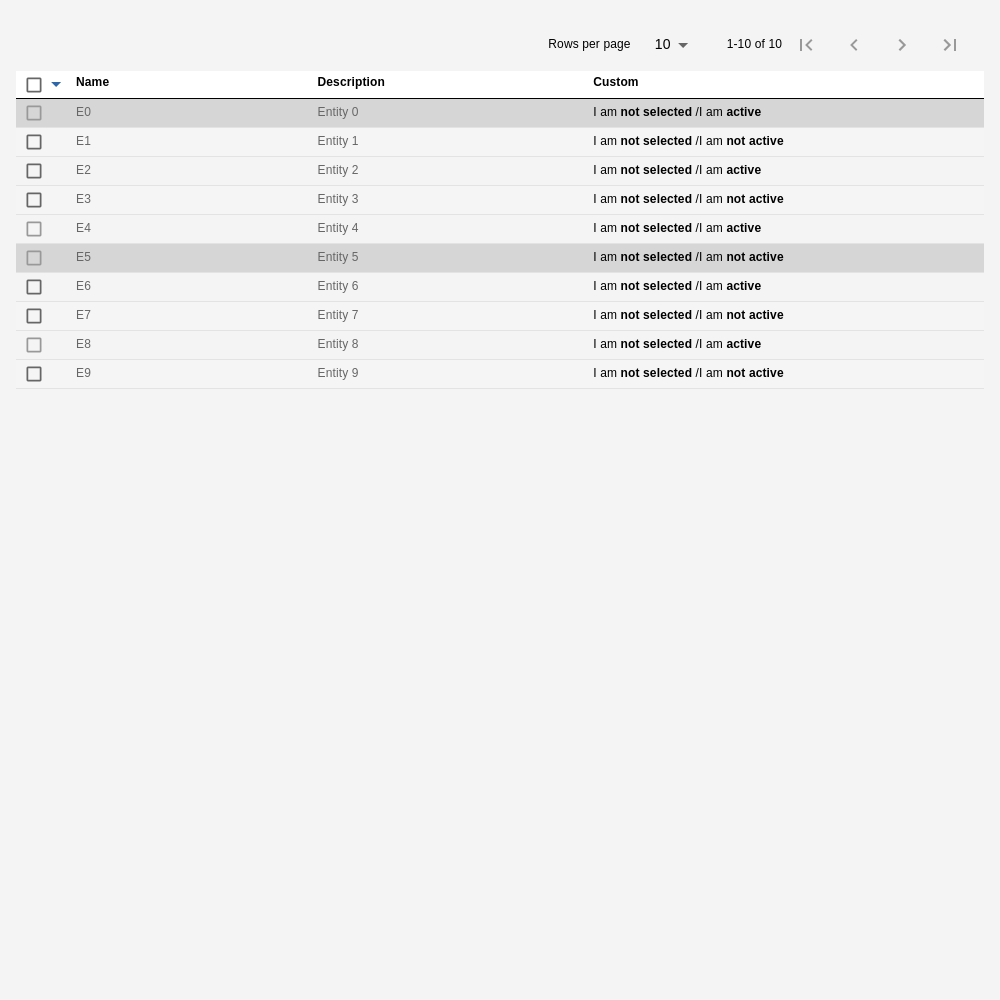 Rows per page 10 1-10 of 10
Name Description Custom
E0 Entity 0 I am not selected /I am active
E1 Entity 1 I am not selected /I am not active
E2 Entity 2 I am not selected /I am active
E3 Entity 3 I am not selected /I am not active
E4 Entity 4 I am not selected /I am active
E5 Entity 5 I am not selected /I am not active
E6 Entity 6 I am not selected /I am active
E7 Entity 7 I am not selected /I am not active
E8 Entity 8 I am not selected /I am active
E9 Entity 9 I am not selected /I am not active